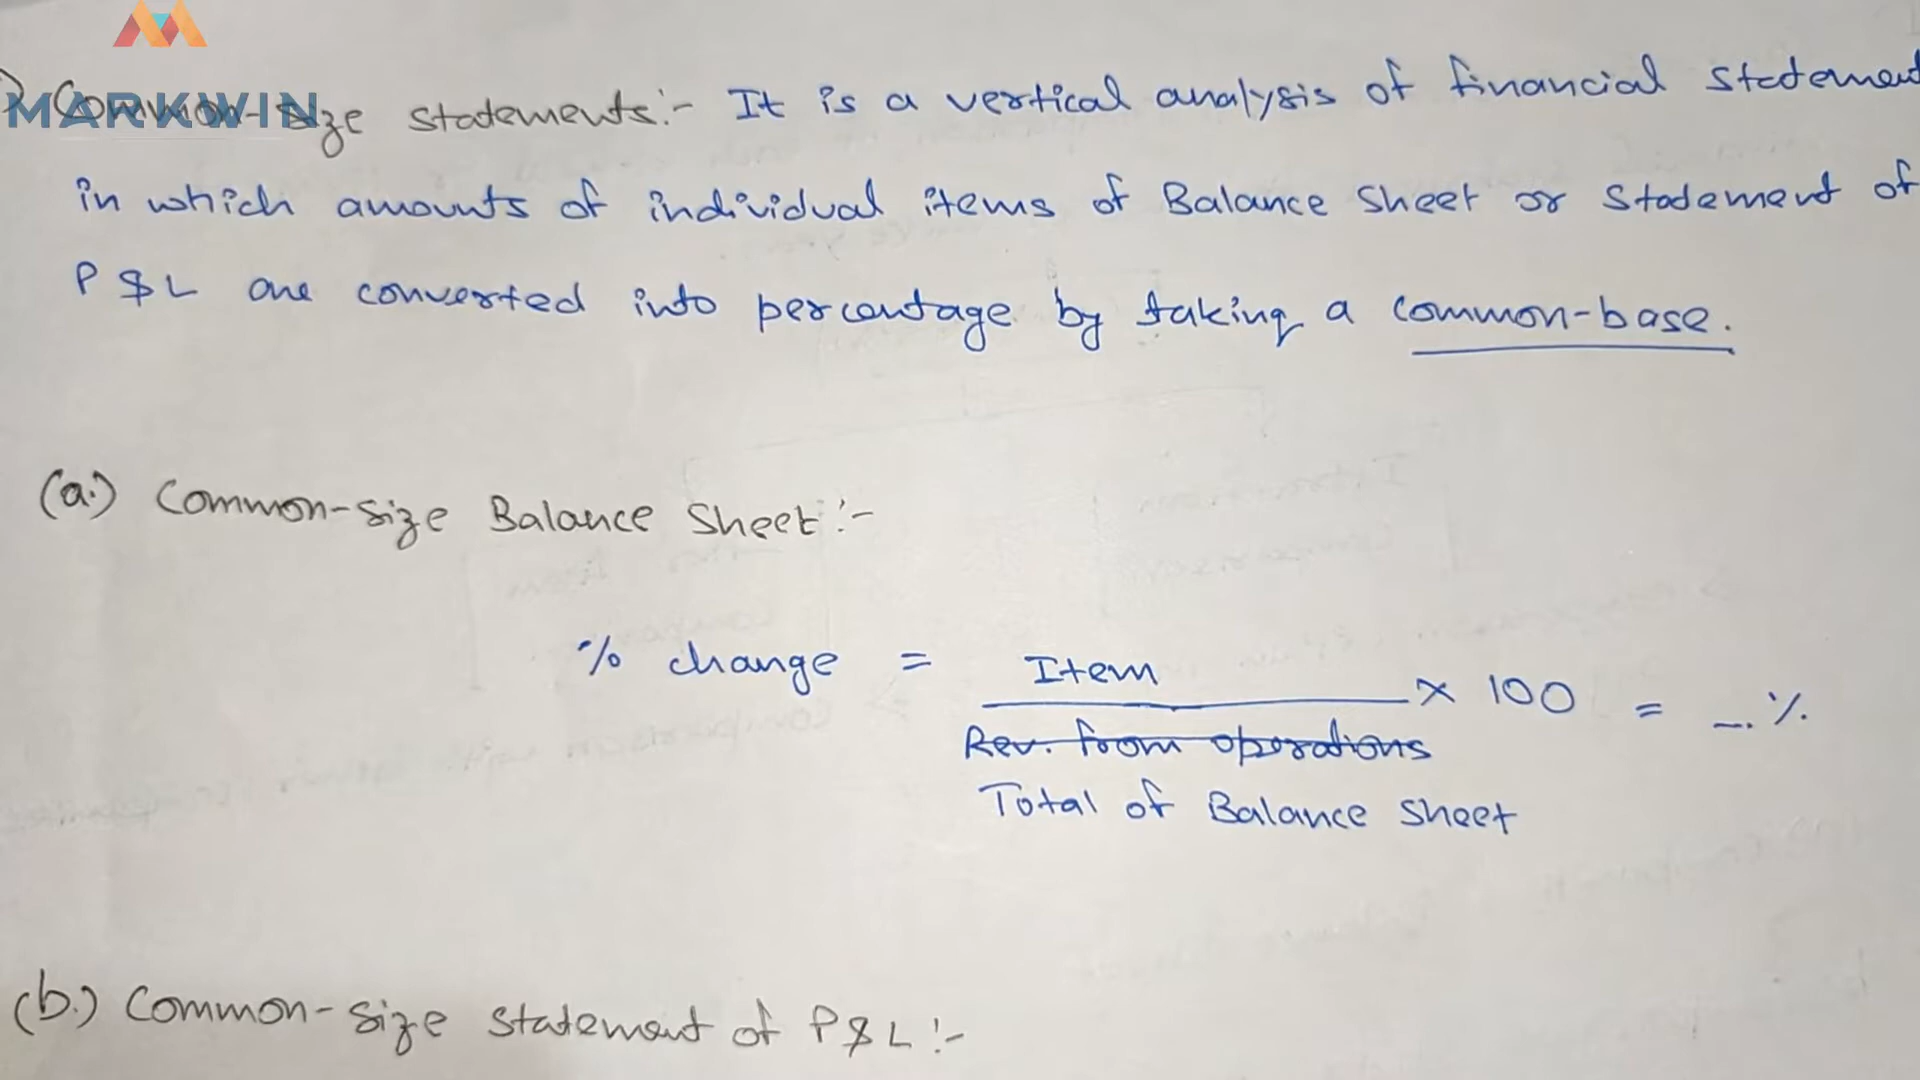 MARKWIN
Common-size statements:- It is a vertical analysis of financial statement
in which amounts of individual items of Balance Sheet or Statement of
P & L are converted into percentage by taking a common-base.
(a.) Common-size Balance Sheet:-
% change = Item × 100 = _.%
Rev. from operations
Total of Balance Sheet
(b.) Common-size statement of P & L:-